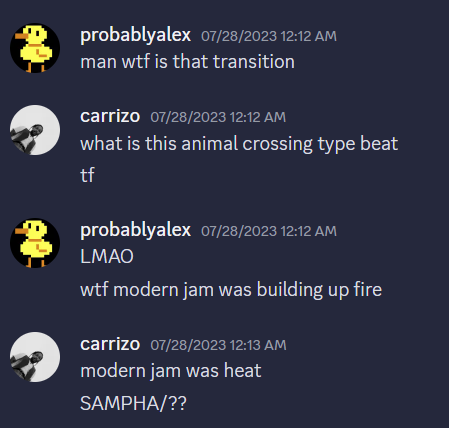 probablyalex 07/28/2023 12:12 AM
man wtf is that transition
carrizo 07/28/2023 12:12 AM
what is this animal crossing type beat
tf
probablyalex 07/28/2023 12:12 AM
LMAO
wtf modern jam was building up fire
carrizo 07/28/2023 12:13 AM
modern jam was heat
SAMPHA/??